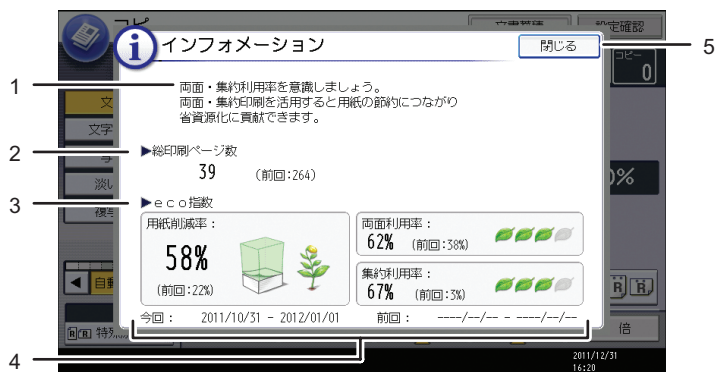 コピ
文書蓄積
設定確認
インフォメーション
閉じる
5
コピー
0
1
両面・集約利用率を意識しましょう。
両面・集約印刷を活用すると用紙の節約につながり
省資源化に貢献できます。
文
文字
2
▶総印刷ページ数
39 (前回:264)
淡い
0%
3
▶eco指数
複写
用紙削減率:
58%
(前回:22%)
両面利用率:
62% (前回:38%)
集約利用率:
67% (前回:3%)
自動
今回: 2011/10/31 - 2012/01/01 前回: ----/--/-- - ----/--/--
特殊
倍
4
2011/12/31
16:20